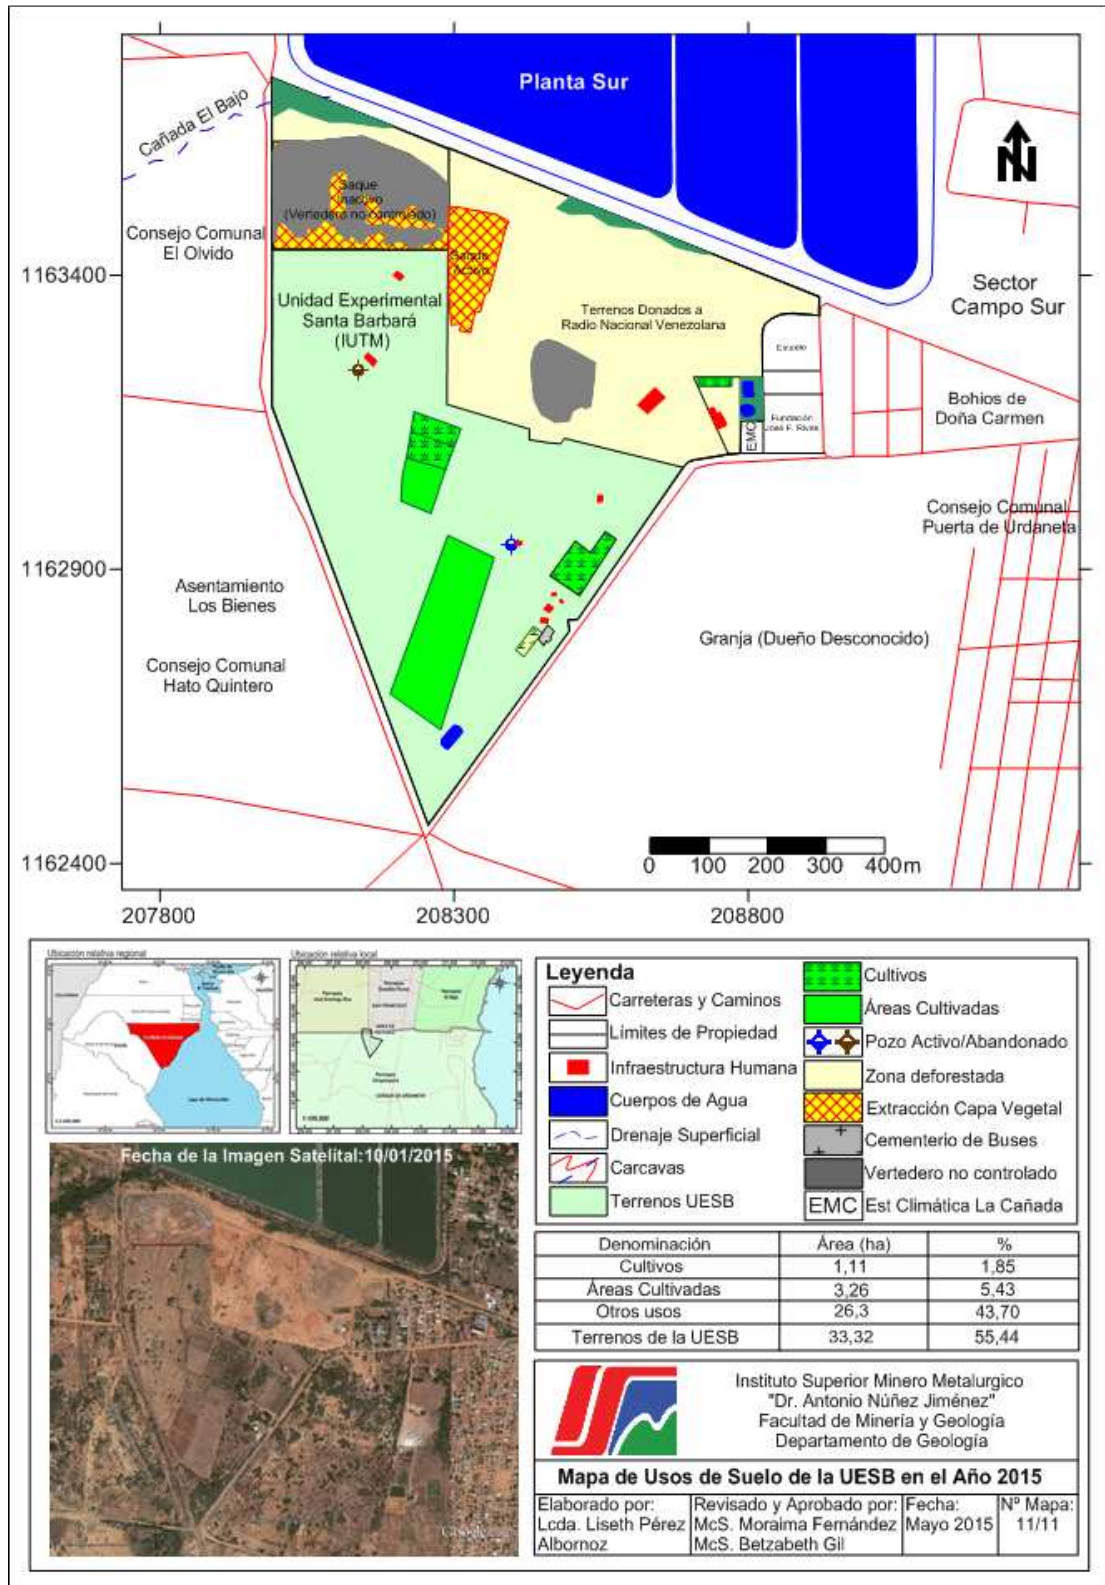 Planta Sur
Cañada El Bajo
Saque
Inactivo
(Vertedero no controlado)
Consejo Comunal
El Olvido
Saque
Activo
1163400
Unidad Experimental
Santa Barbará
(IUTM)
Terrenos Donados a
Radio Nacional Venezolana
Sector
Campo Sur
N
Fundación
José F. Rivas
EMC
Bohios de
Doña Carmen
Consejo Comunal
Puerta de Urdaneta
1162900
Asentamiento
Los Bienes
Granja (Dueño Desconocido)
Consejo Comunal
Hato Quintero
1162400
0 100 200 300 400m
207800 208300 208800
Ubicación relativa regional
Ubicación relativa local
Leyenda
Carreteras y Caminos
Límites de Propiedad
Infraestructura Humana
Cuerpos de Agua
Drenaje Superficial
Carcavas
Terrenos UESB
Cultivos
Áreas Cultivadas
Pozo Activo/Abandonado
Zona deforestada
Extracción Capa Vegetal
Cementerio de Buses
Vertedero no controlado
EMC Est Climática La Cañada
Fecha de la Imagen Satelital:10/01/2015
Google
Denominación Área (ha) %
Cultivos 1,11 1,85
Áreas Cultivadas 3,26 5,43
Otros usos 26,3 43,70
Terrenos de la UESB 33,32 55,44
Instituto Superior Minero Metalurgico
"Dr. Antonio Núñez Jiménez"
Facultad de Minería y Geología
Departamento de Geología
Mapa de Usos de Suelo de la UESB en el Año 2015
Elaborado por:
Lcda. Liseth Pérez
Albornoz
Revisado y Aprobado por:
McS. Moraima Fernández
McS. Betzabeth Gil
Fecha:
Mayo 2015
Nº Mapa:
11/11